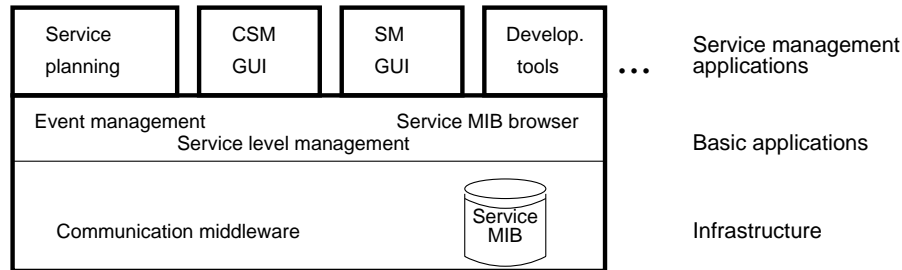 Service planning
CSM GUI
SM GUI
Develop. tools
...
Service management applications
Event management
Service MIB browser
Service level management
Basic applications
Communication middleware
Service MIB
Infrastructure